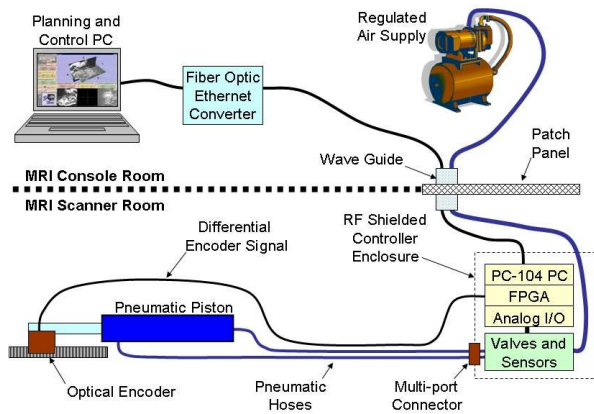 Planning and
Control PC
Fiber Optic
Ethernet
Converter
Regulated
Air Supply
Patch
Panel
Wave Guide
MRI Console Room
MRI Scanner Room
Differential
Encoder Signal
RF Shielded
Controller
Enclosure
PC-104 PC
FPGA
Analog I/O
Valves and
Sensors
Pneumatic Piston
Optical Encoder
Pneumatic
Hoses
Multi-port
Connector